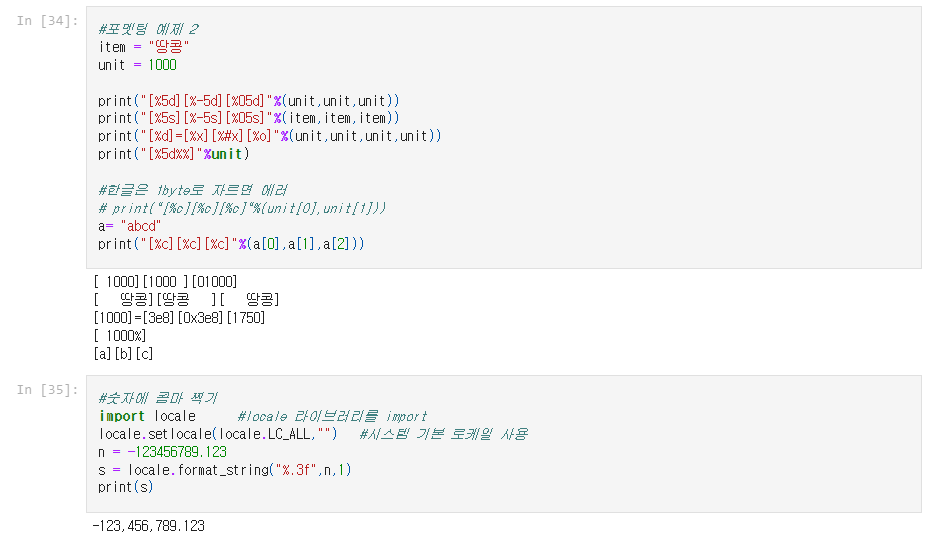 In [34]:
#포멧팅 예제 2
item = "땅콩"
unit = 1000
print("[%5d][%-5d][%05d]"%(unit,unit,unit))
print("[%5s][%-5s][%05s]"%(item,item,item))
print("[%d]=[%x][%#x][%o]"%(unit,unit,unit,unit))
print("[%5d%%]"%unit)
#한글은 1byte로 자르면 에러
# print("[%c][%c][%c]"%(unit[0],unit[1]))
a= "abcd"
print("[%c][%c][%c]"%(a[0],a[1],a[2]))
[ 1000][1000 ][01000]
[   땅콩][땅콩   ][   땅콩]
[1000]=[3e8][0x3e8][1750]
[ 1000%]
[a][b][c]
In [35]:
#숫자에 콤마 찍기
import locale     #locale 라이브러리를 import
locale.setlocale(locale.LC_ALL,"")   #시스템 기본 로케일 사용
n = -123456789.123
s = locale.format_string("%.3f",n,1)
print(s)
-123,456,789.123